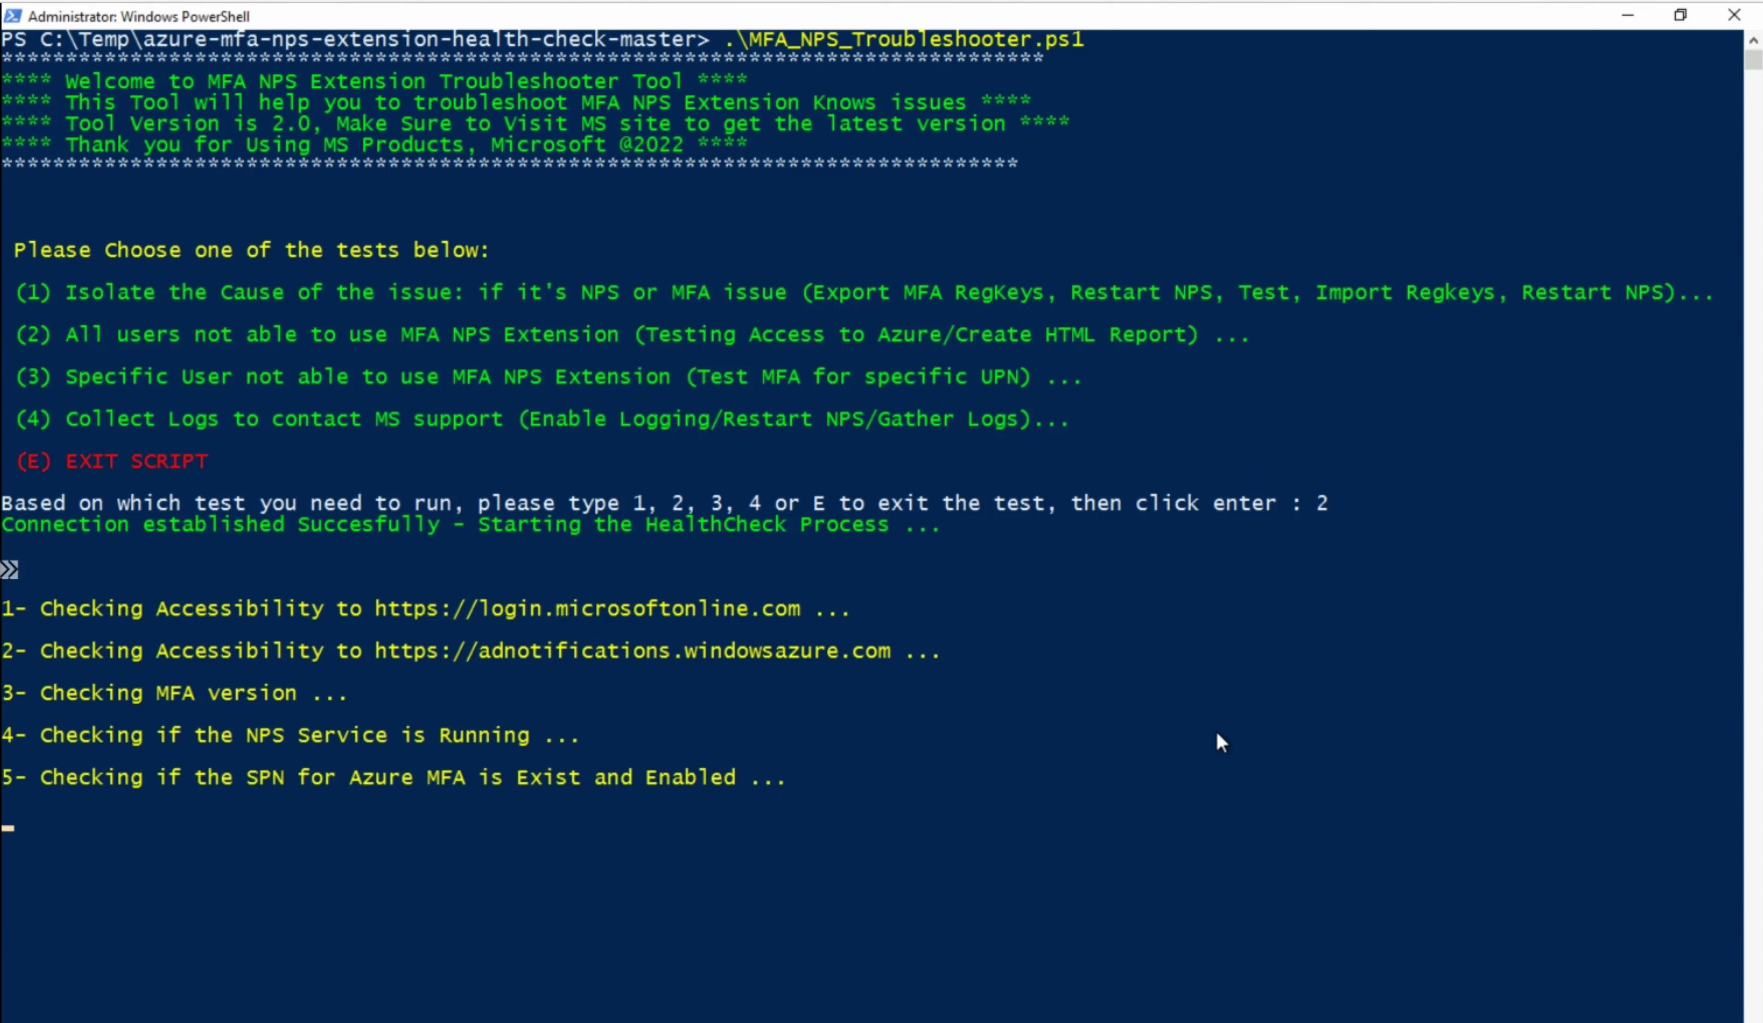 Administrator: Windows PowerShell
PS C:\Temp\azure-mfa-nps-extension-health-check-master> .\MFA_NPS_Troubleshooter.ps1
*********************************************************************************
**** Welcome to MFA NPS Extension Troubleshooter Tool ****
**** This Tool will help you to troubleshoot MFA NPS Extension Knows issues ****
**** Tool Version is 2.0, Make Sure to Visit MS site to get the latest version ****
**** Thank you for Using MS Products, Microsoft @2022 ****
*******************************************************************************
Please Choose one of the tests below:
(1) Isolate the Cause of the issue: if it's NPS or MFA issue (Export MFA RegKeys, Restart NPS, Test, Import Regkeys, Restart NPS)...
(2) All users not able to use MFA NPS Extension (Testing Access to Azure/Create HTML Report) ...
(3) Specific User not able to use MFA NPS Extension (Test MFA for specific UPN) ...
(4) Collect Logs to contact MS support (Enable Logging/Restart NPS/Gather Logs)...
(E) EXIT SCRIPT
Based on which test you need to run, please type 1, 2, 3, 4 or E to exit the test, then click enter : 2
Connection established Succesfully - Starting the HealthCheck Process ...
»
1- Checking Accessibility to https://login.microsoftonline.com ...
2- Checking Accessibility to https://adnotifications.windowsazure.com ...
3- Checking MFA version ...
4- Checking if the NPS Service is Running ...
5- Checking if the SPN for Azure MFA is Exist and Enabled ...